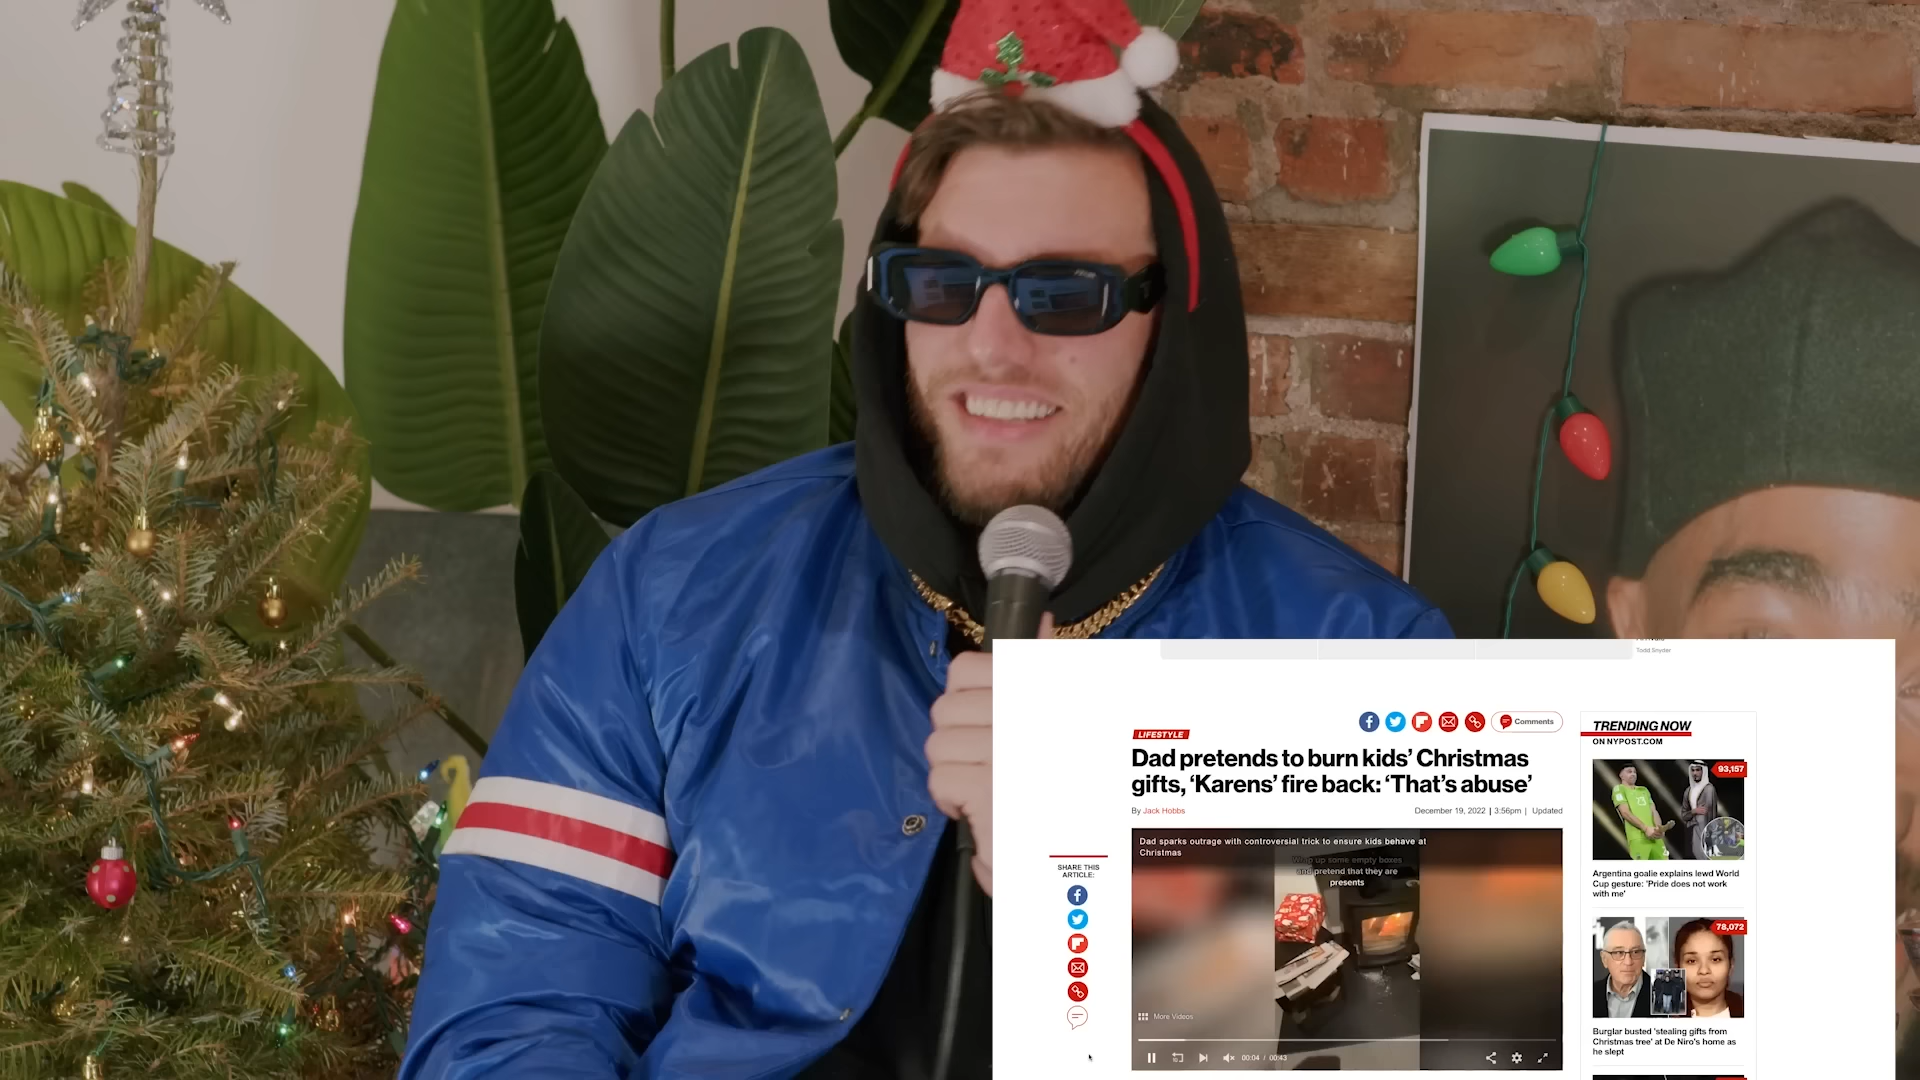 Todd Snyder
Comments
LIFESTYLE
Dad pretends to burn kids’ Christmas
gifts, ‘Karens’ fire back: ‘That’s abuse’
By Jack Hobbs
December 19, 2022 | 3:56pm | Updated
SHARE THIS
ARTICLE:
Dad sparks outrage with controversial trick to ensure kids behave at
Christmas
Wrap up some empty boxes
and pretend that they are
presents
More Videos
00:04 / 00:43
TRENDING NOW
ON NYPOST.COM
93,157
Argentina goalie explains lewd World
Cup gesture: 'Pride does not work
with me'
78,072
Burglar busted 'stealing gifts from
Christmas tree' at De Niro's home as
he slept